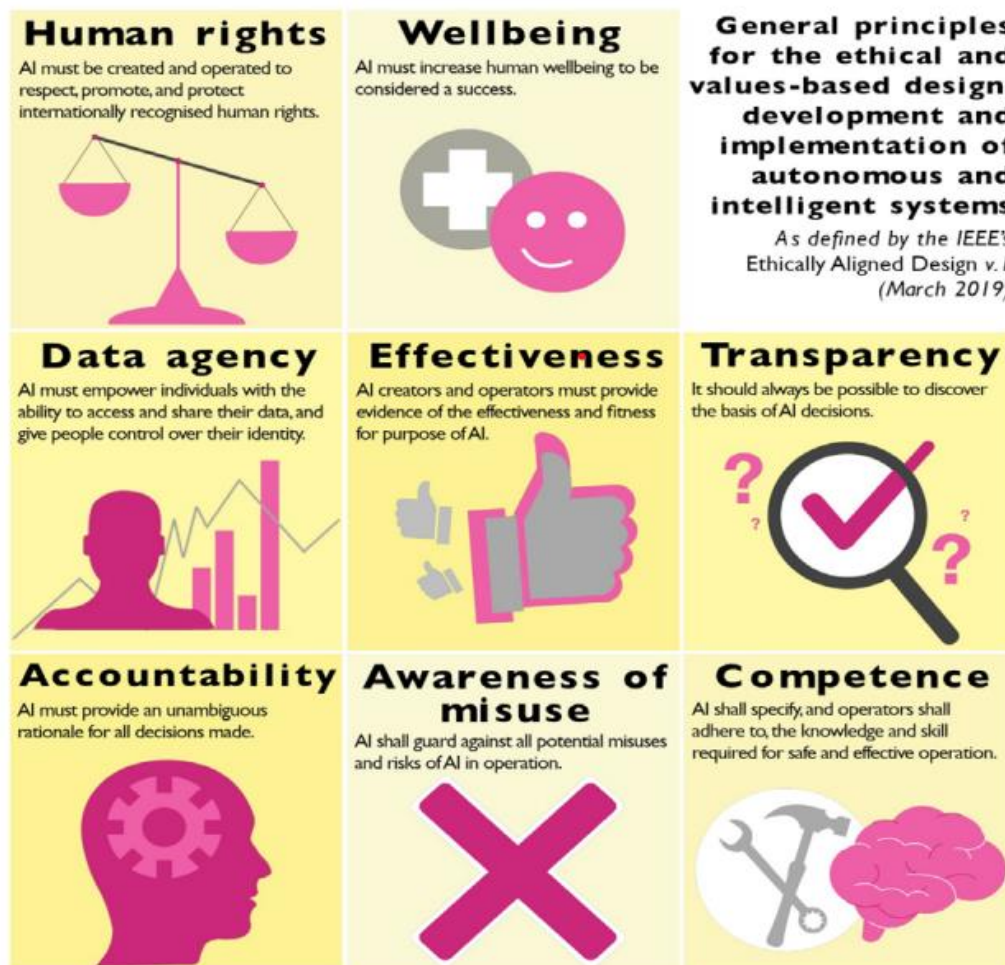 Human rights
AI must be created and operated to
respect, promote, and protect
internationally recognised human rights.
Wellbeing
AI must increase human wellbeing to be
considered a success.
General principles
for the ethical and
values-based design
development and
implementation of
autonomous and
intelligent systems
As defined by the IEEE's
Ethically Aligned Design v.1
(March 2019)
Data agency
AI must empower individuals with the
ability to access and share their data, and
give people control over their identity.
Effectiveness
AI creators and operators must provide
evidence of the effectiveness and fitness
for purpose of AI.
Transparency
It should always be possible to discover
the basis of AI decisions.
? ? ? ?
Accountability
AI must provide an unambiguous
rationale for all decisions made.
Awareness of
misuse
AI shall guard against all potential misuses
and risks of AI in operation.
Competence
AI shall specify, and operators shall
adhere to, the knowledge and skill
required for safe and effective operation.